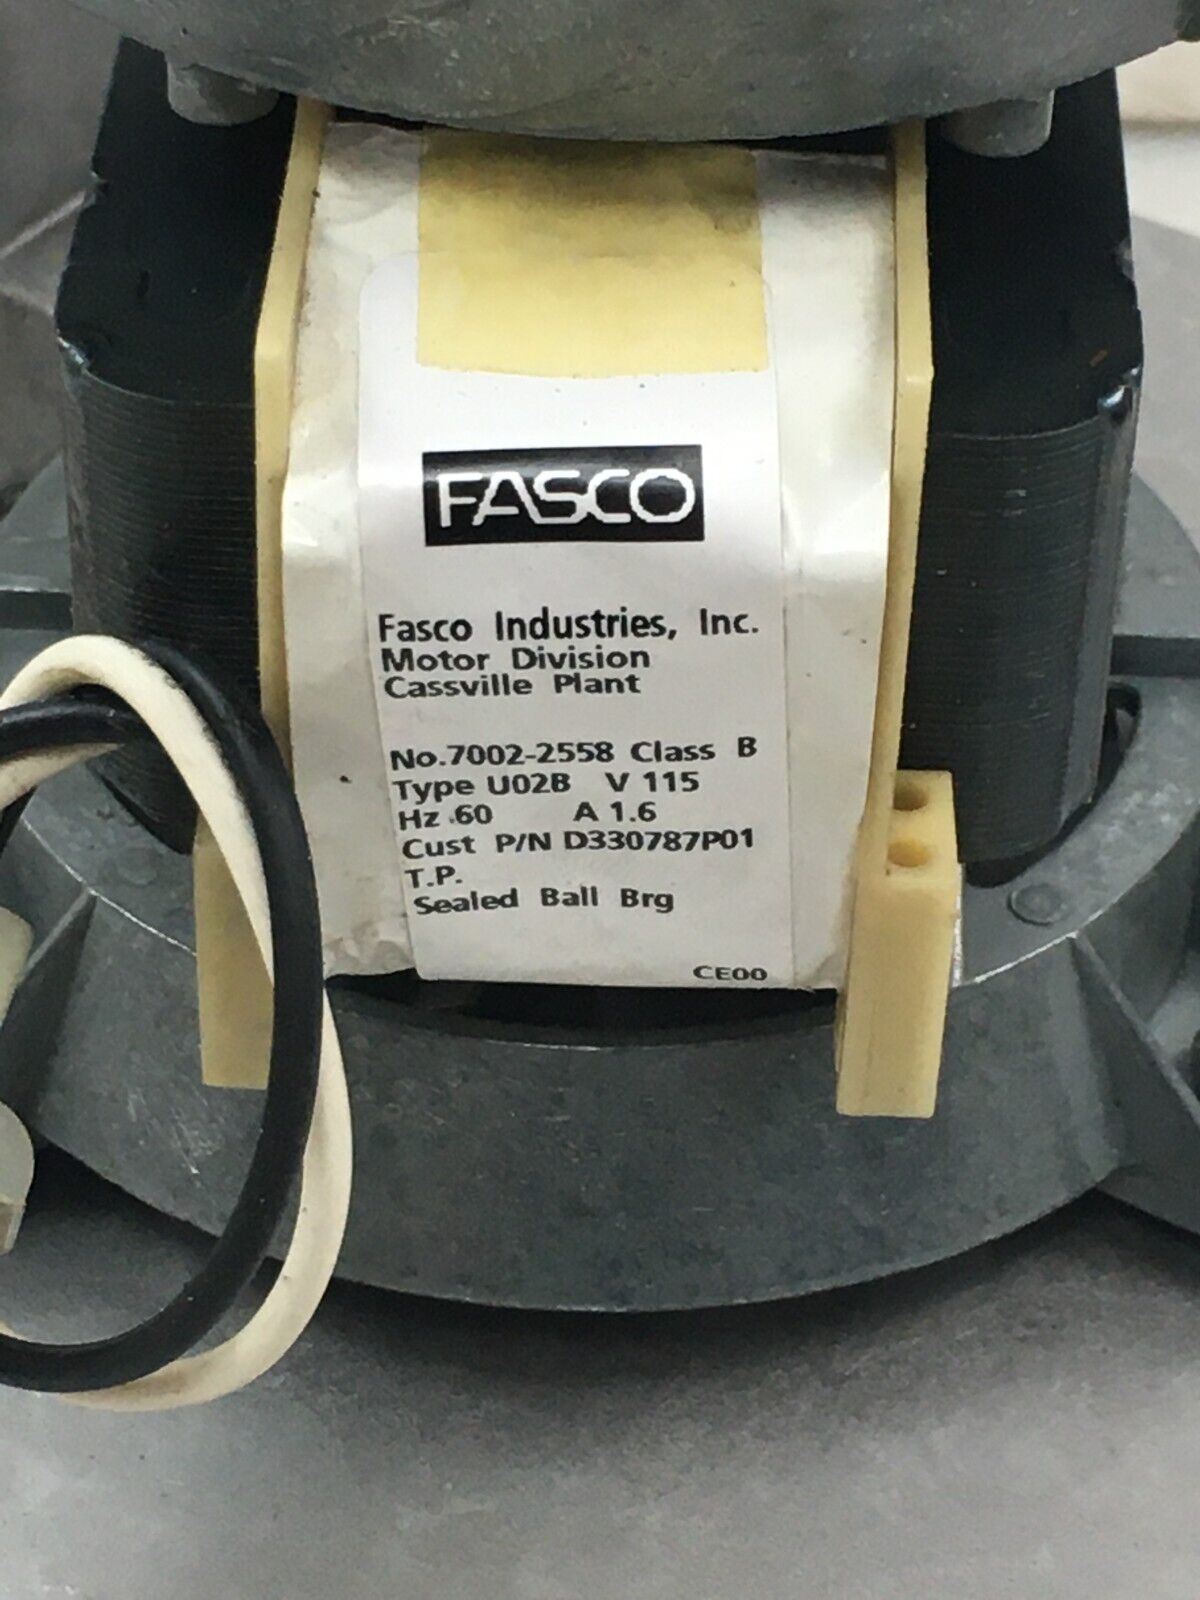 FASCO
Fasco Industries, Inc.
Motor Division
Cassville Plant
No.7002-2558 Class B
Type U02B V 115
Hz 60 A 1.6
Cust P/N D330787P01
T.P.
Sealed Ball Brg
CE00